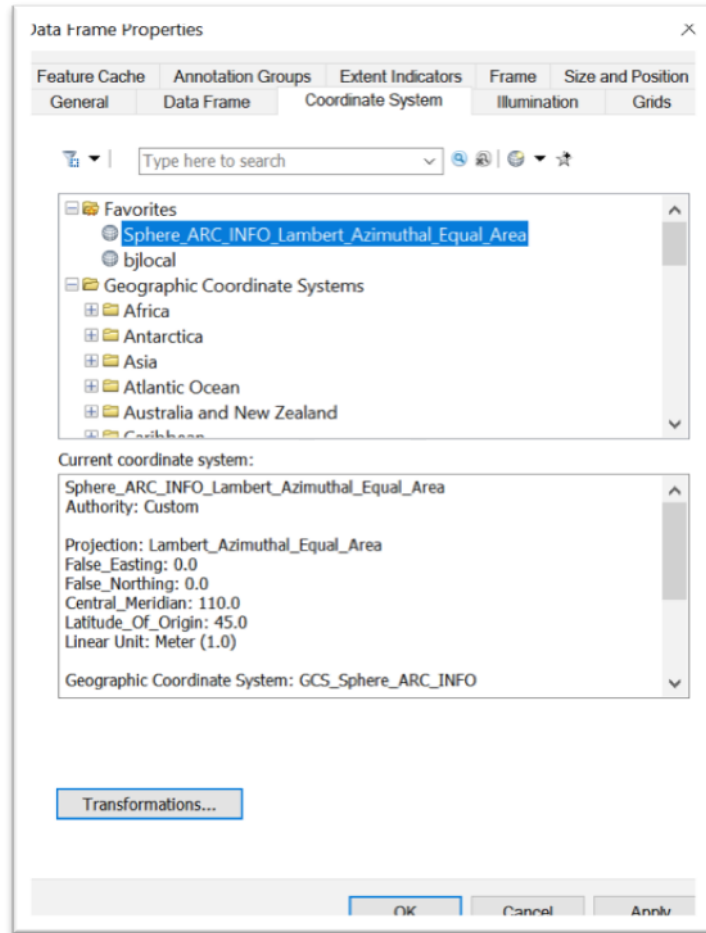 Data Frame Properties
Feature Cache Annotation Groups Extent Indicators Frame Size and Position
General Data Frame Coordinate System Illumination Grids
Type here to search
Favorites
Sphere_ARC_INFO_Lambert_Azimuthal_Equal_Area
bjlocal
Geographic Coordinate Systems
Africa
Antarctica
Asia
Atlantic Ocean
Australia and New Zealand
Caribbean
Current coordinate system:
Sphere_ARC_INFO_Lambert_Azimuthal_Equal_Area
Authority: Custom
Projection: Lambert_Azimuthal_Equal_Area
False_Easting: 0.0
False_Northing: 0.0
Central_Meridian: 110.0
Latitude_Of_Origin: 45.0
Linear Unit: Meter (1.0)
Geographic Coordinate System: GCS_Sphere_ARC_INFO
Transformations...
OK Cancel Apply